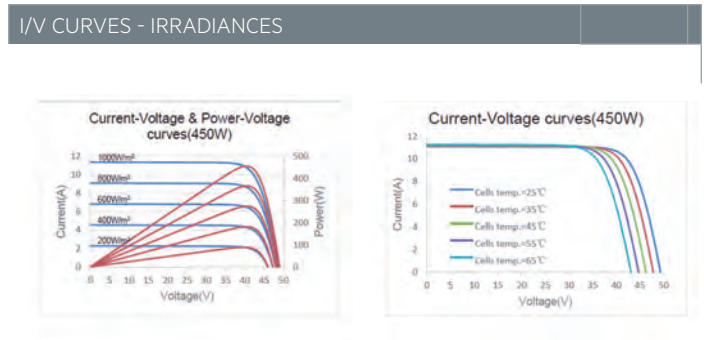 I/V CURVES - IRRADIANCES
Current-Voltage & Power-Voltage
curves(450W)
12
10
8
6
4
2
0
Current(A)
1000W/m²
800W/m²
600W/m²
400W/m²
200W/m²
500
400
300
200
100
0
Power(W)
0 5 10 15 20 25 30 35 40 45 50
Voltage(V)
Current-Voltage curves(450W)
12
10
8
6
4
2
0
Current(A)
Cells temp.=25℃
Cells temp.=35℃
Cells temp.=45℃
Cells temp.=55℃
Cells temp.=65℃
0 5 10 15 20 25 30 35 40 45 50
Voltage(V)